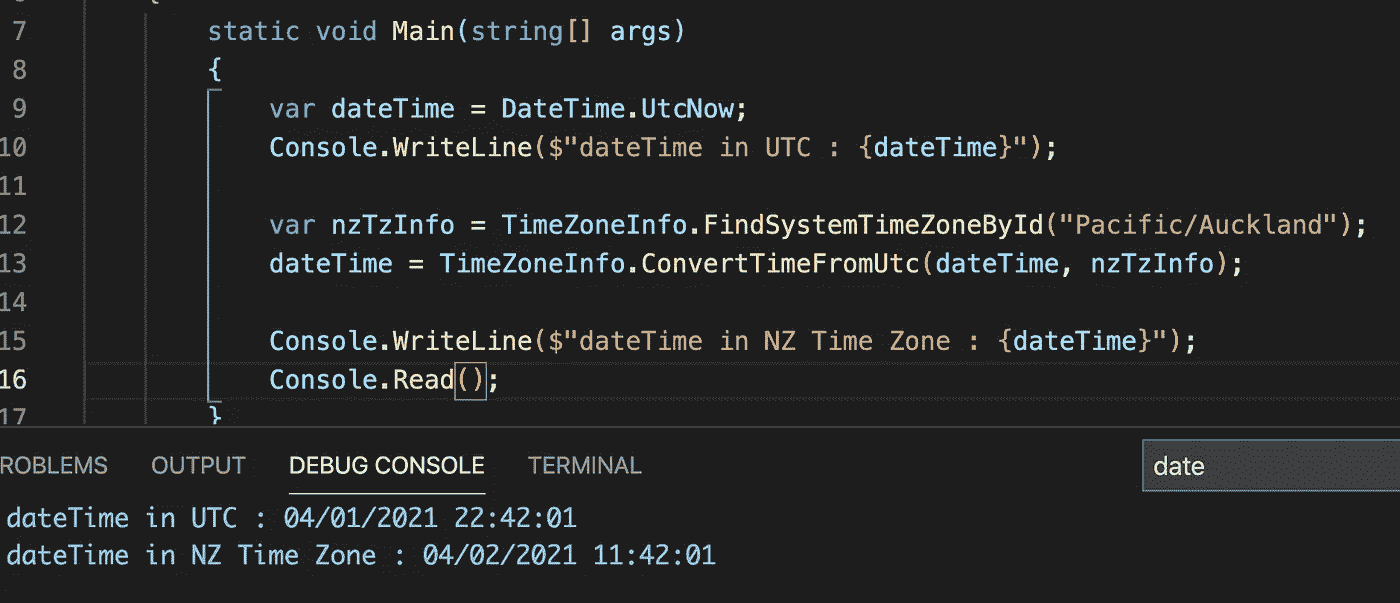 7 static void Main(string[] args)
8 {
9 var dateTime = DateTime.UtcNow;
10 Console.WriteLine($"dateTime in UTC : {dateTime}");
11
12 var nzTzInfo = TimeZoneInfo.FindSystemTimeZoneById("Pacific/Auckland");
13 dateTime = TimeZoneInfo.ConvertTimeFromUtc(dateTime, nzTzInfo);
14
15 Console.WriteLine($"dateTime in NZ Time Zone : {dateTime}");
16 Console.Read();
17 }
ROBLEMS OUTPUT DEBUG CONSOLE TERMINAL date
dateTime in UTC : 04/01/2021 22:42:01
dateTime in NZ Time Zone : 04/02/2021 11:42:01